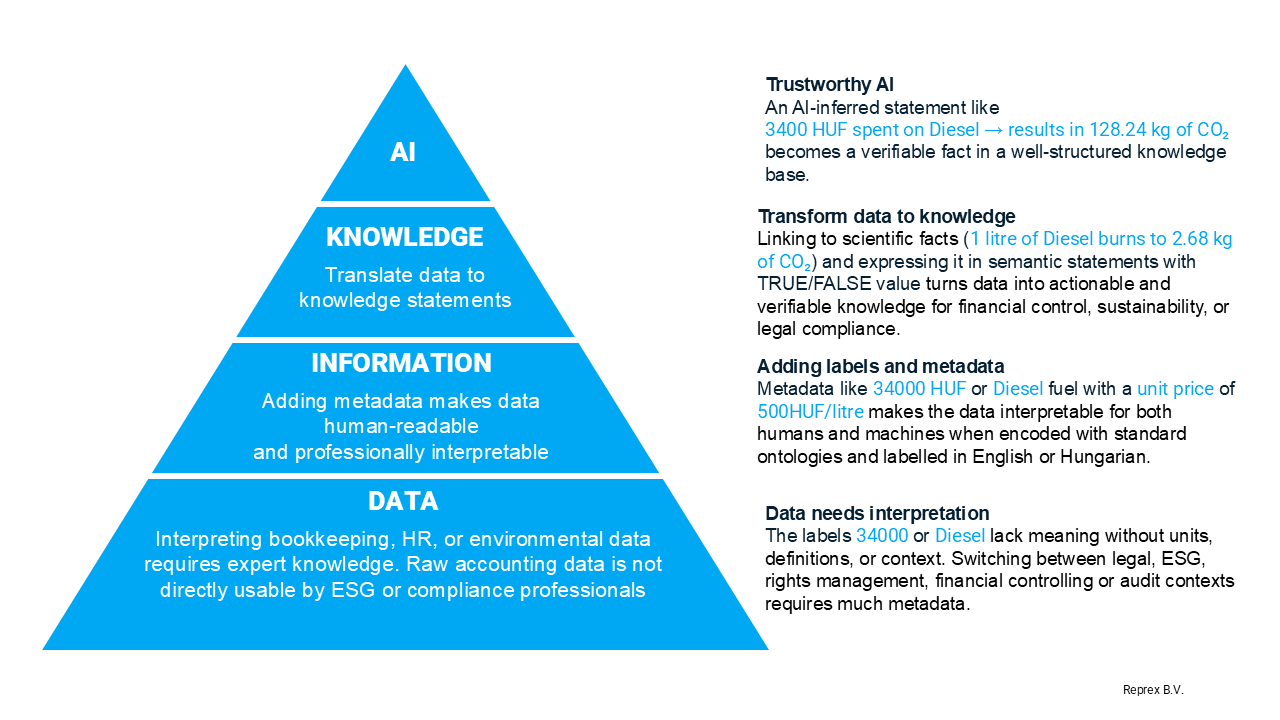 AI
KNOWLEDGE
Translate data to
knowledge statements
INFORMATION
Adding metadata makes data
human-readable
and professionally interpretable
DATA
Interpreting bookkeeping, HR, or environmental data
requires expert knowledge. Raw accounting data is not
directly usable by ESG or compliance professionals
Trustworthy AI
An AI-inferred statement like
3400 HUF spent on Diesel → results in 128.24 kg of CO₂
becomes a verifiable fact in a well-structured knowledge
base.
Transform data to knowledge
Linking to scientific facts (1 litre of Diesel burns to 2.68 kg
of CO₂) and expressing it in semantic statements with
TRUE/FALSE value turns data into actionable and
verifiable knowledge for financial control, sustainability, or
legal compliance.
Adding labels and metadata
Metadata like 34000 HUF or Diesel fuel with a unit price of
500HUF/litre makes the data interpretable for both
humans and machines when encoded with standard
ontologies and labelled in English or Hungarian.
Data needs interpretation
The labels 34000 or Diesel lack meaning without units,
definitions, or context. Switching between legal, ESG,
rights management, financial controlling or audit contexts
requires much metadata.
Reprex B.V.